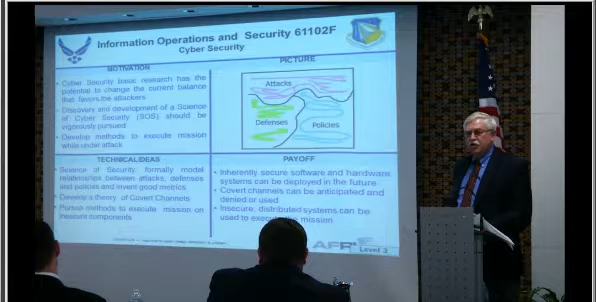 Information Operations and Security 61102F
Cyber Security
MOTIVATION
• Cyber Security basic research has the
potential to change the current balance
that favors the attackers
• Discovery and development of a Science
of Cyber Security (SOS) should be
vigorously pursued
• Develop methods to execute mission
while under attack
PICTURE
Attacks
Defenses
Policies
TECHNICAL IDEAS
• Science of Security: formally model
relationships between attacks, defenses
and policies and invent good metrics
• Develop a theory of Covert Channels
• Pursue methods to execute mission on
insecure components
PAYOFF
• Inherently secure software and hardware
systems can be deployed in the future
• Covert channels can be anticipated and
denied or used
• Insecure, distributed systems can be
used to execute the mission
Level 3